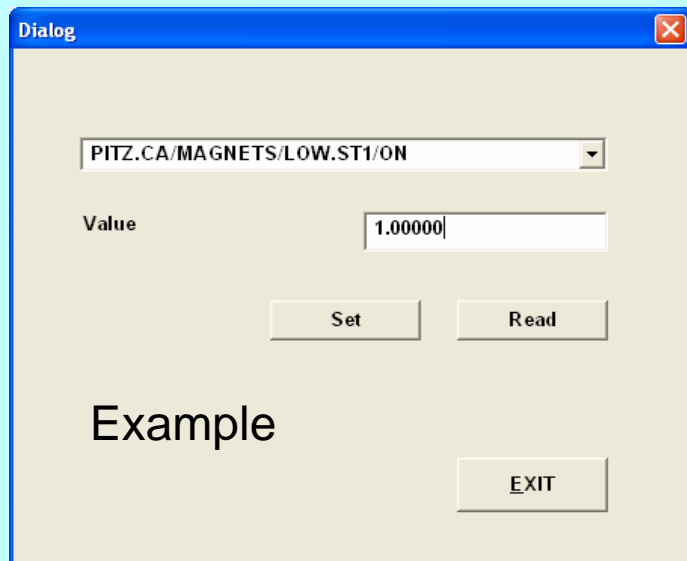 Dialog
PITZ.CA/MAGNETS/LOW.ST1/ON
Value 1.00000
Set Read
Example
EXIT